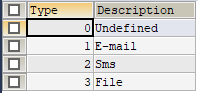 Type Description
0 Undefined
1 E-mail
2 Sms
3 File